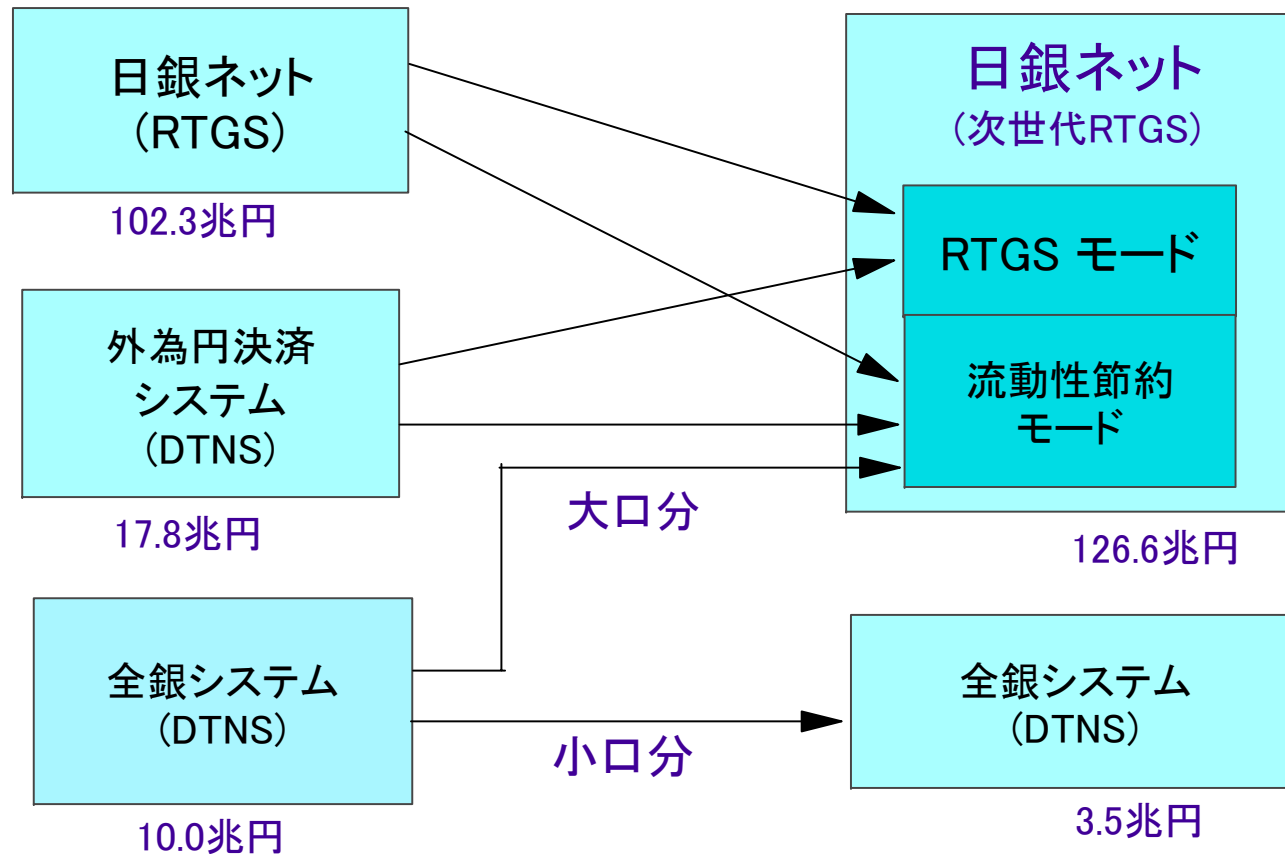 日銀ネット
(RTGS)
102.3兆円
外為円決済
システム
(DTNS)
17.8兆円
全銀システム
(DTNS)
10.0兆円
大口分
小口分
日銀ネット
(次世代RTGS)
RTGS モード
流動性節約
モード
126.6兆円
全銀システム
(DTNS)
3.5兆円